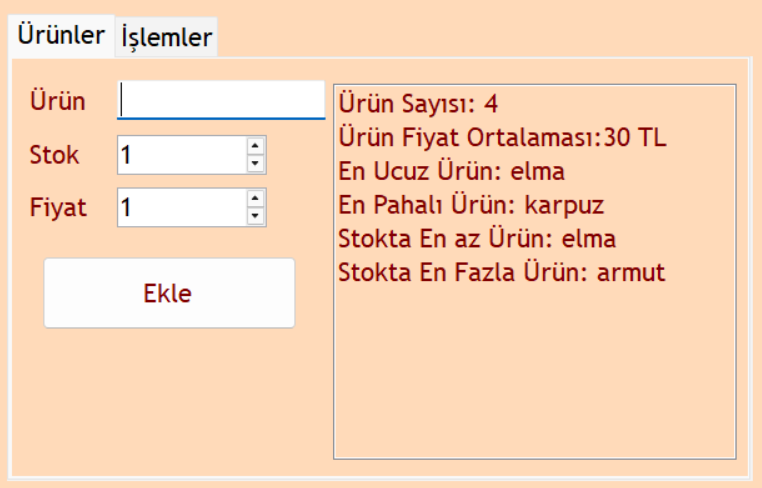 Ürünler
İşlemler
Ürün
Stok
1
Fiyat
1
Ekle
Ürün Sayısı: 4
Ürün Fiyat Ortalaması:30 TL
En Ucuz Ürün: elma
En Pahalı Ürün: karpuz
Stokta En az Ürün: elma
Stokta En Fazla Ürün: armut